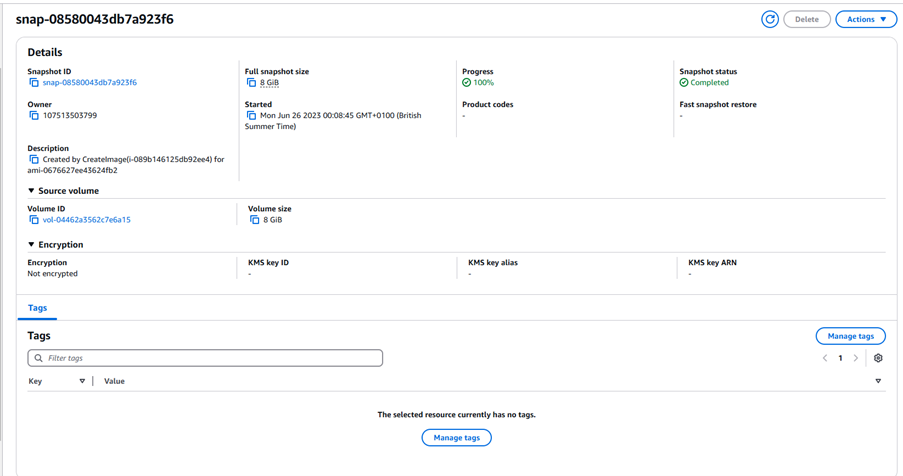 snap-08580043db7a923f6
Delete
Actions
Details
Snapshot ID
snap-08580043db7a923f6
Full snapshot size
8 GiB
Progress
100%
Snapshot status
Completed
Owner
107513503799
Started
Mon Jun 26 2023 00:08:45 GMT+0100 (British
Summer Time)
Product codes
-
Fast snapshot restore
-
Description
Created by CreateImage(i-089b146125db92ee4) for
ami-0676627ee43624fb2
Source volume
Volume ID
vol-04462a3562c7e6a15
Volume size
8 GiB
Encryption
Encryption
Not encrypted
KMS key ID
-
KMS key alias
-
KMS key ARN
-
Tags
Tags
Manage tags
Filter tags
1
Key
Value
The selected resource currently has no tags.
Manage tags